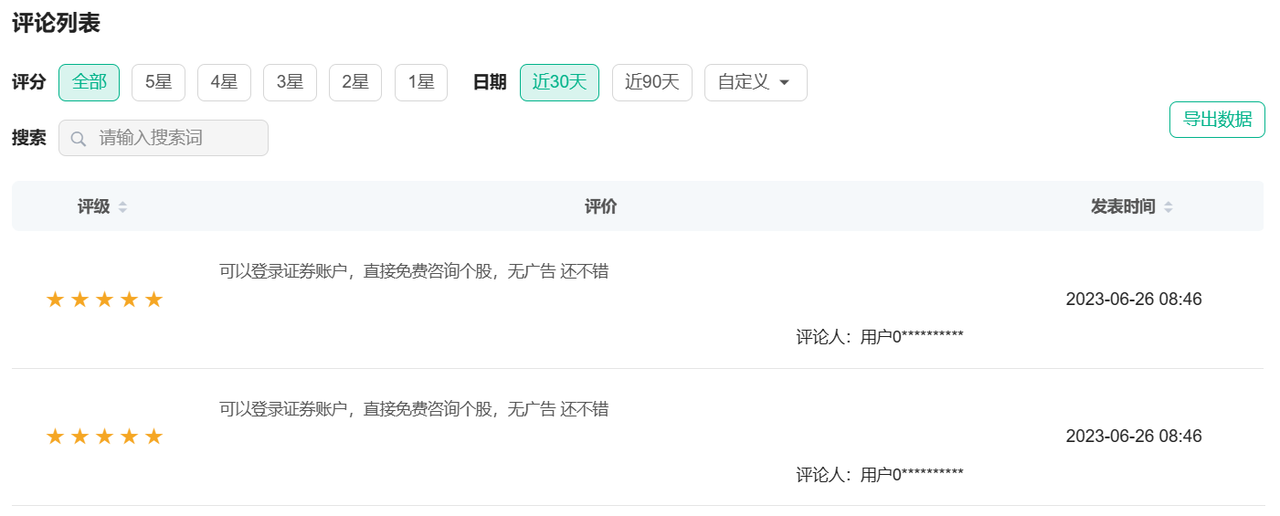 评论列表
评分 全部 5星 4星 3星 2星 1星 日期 近30天 近90天 自定义
导出数据
搜索 请输入搜索词
评级 评价 发表时间
可以登录证券账户，直接免费咨询个股，无广告 还不错
2023-06-26 08:46
评论人：用户0**********
可以登录证券账户，直接免费咨询个股，无广告 还不错
2023-06-26 08:46
评论人：用户0**********